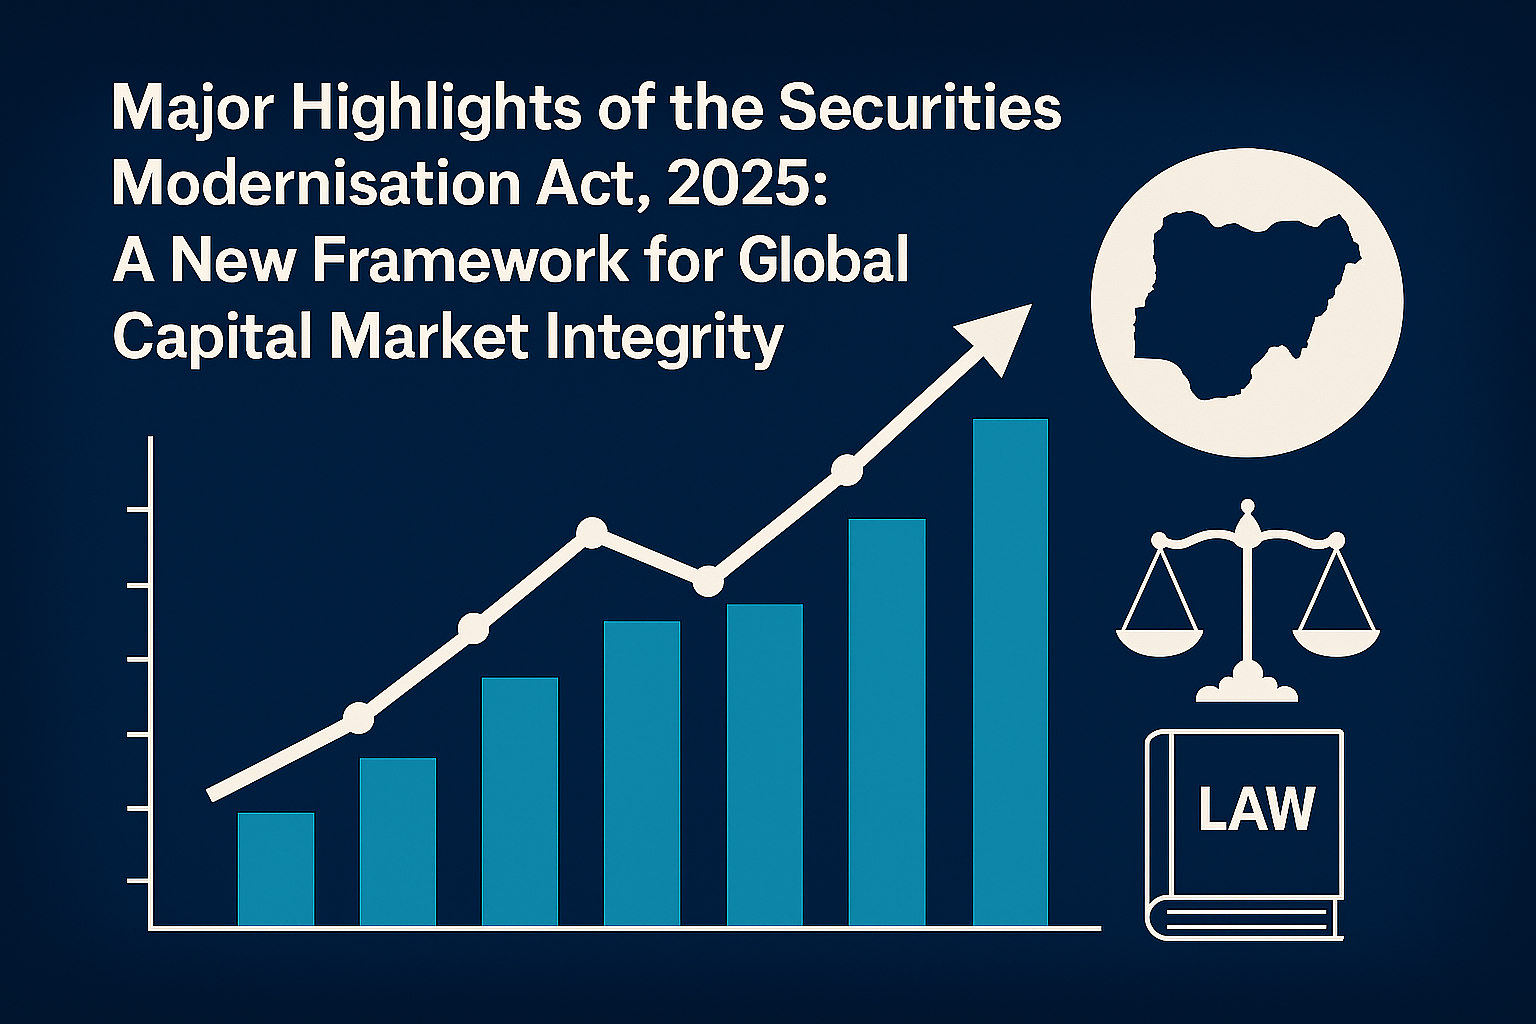 Major Highlights of the Securities
Modernisation Act, 2025:
A New Framework for Global
Capital Market Integrity
LAW